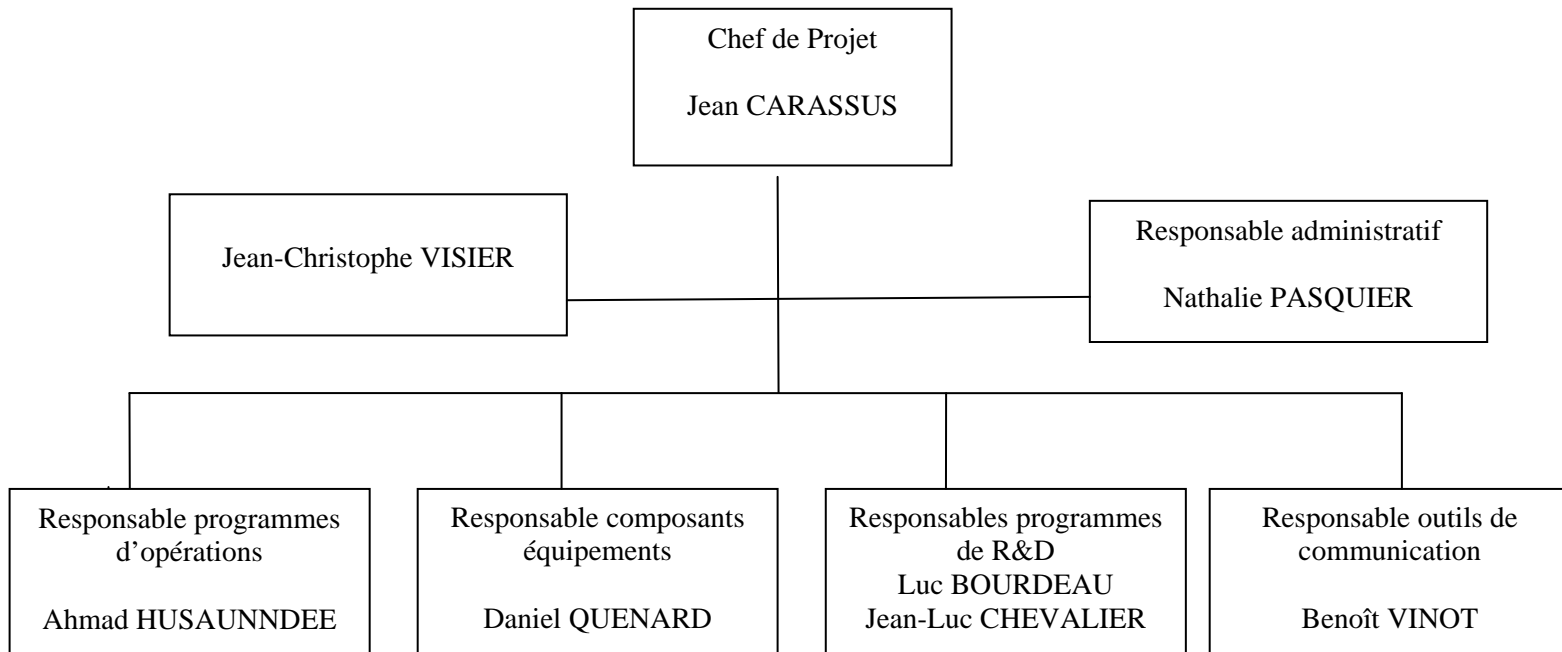 Chef de Projet
Jean CARASSUS
Jean-Christophe VISIER
Responsable administratif
Nathalie PASQUIER
Responsable programmes
d’opérations
Ahmad HUSAUNNDEE
Responsable composants
équipements
Daniel QUENARD
Responsables programmes
de R&D
Luc BOURDEAU
Jean-Luc CHEVALIER
Responsable outils de
communication
Benoît VINOT